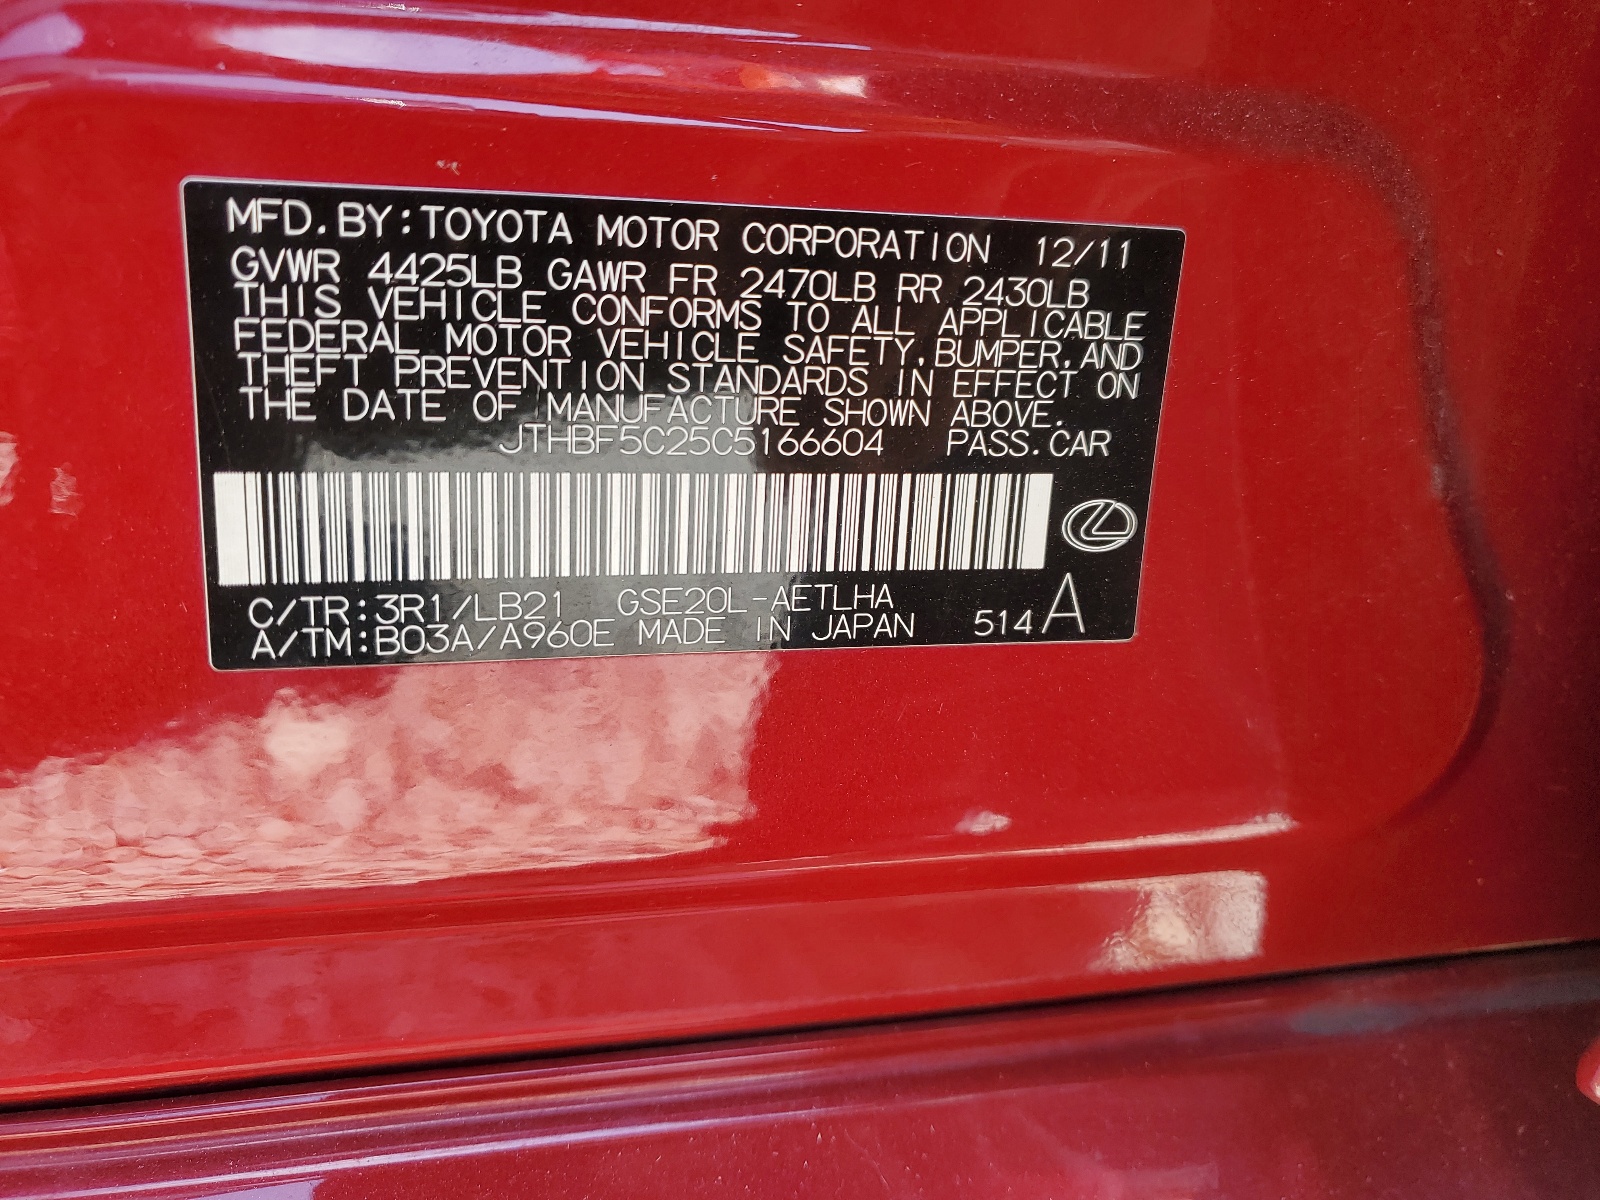 MFD.BY:TOYOTA MOTOR CORPORATION 12/11
GVWR 4425LB GAWR FR 2470LB RR 2430LB
THIS VEHICLE CONFORMS TO ALL APPLICABLE
FEDERAL MOTOR VEHICLE SAFETY,BUMPER,AND
THEFT PREVENTION STANDARDS IN EFFECT ON
THE DATE OF MANUFACTURE SHOWN ABOVE.
JTHBF5C25C5166604 PASS.CAR
C/TR:3R1/LB21 GSE20L-AETLHA
A/TM:B03A/A960E MADE IN JAPAN 514 A